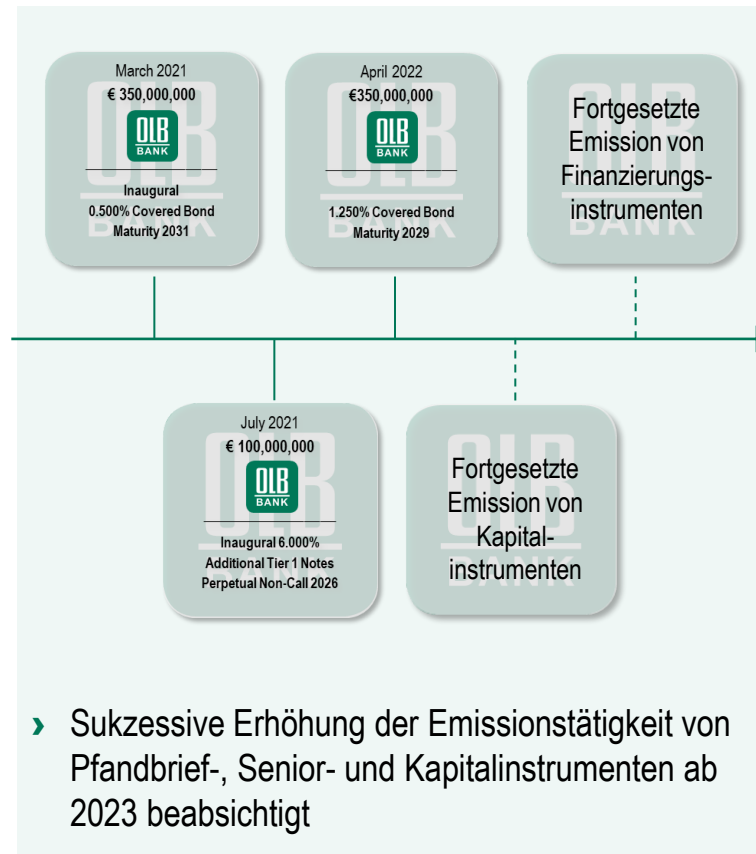 March 2021
€ 350,000,000
OLB
BANK
Inaugural
0.500% Covered Bond
Maturity 2031
April 2022
€350,000,000
OLB
BANK
1.250% Covered Bond
Maturity 2029
Fortgesetzte
Emission von
Finanzierungs-
instrumenten
July 2021
€ 100,000,000
OLB
BANK
Inaugural 6.000%
Additional Tier 1 Notes
Perpetual Non-Call 2026
Fortgesetzte
Emission von
Kapital-
instrumenten
› Sukzessive Erhöhung der Emissionstätigkeit von
Pfandbrief-, Senior- und Kapitalinstrumenten ab
2023 beabsichtigt